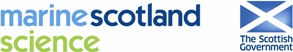 marinescotland
science
The Scottish
Government